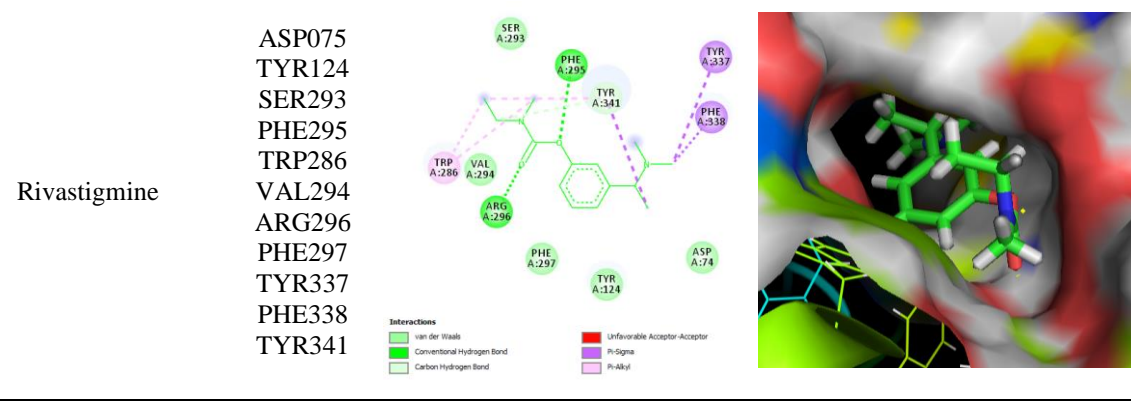 Rivastigmine
ASP075
TYR124
SER293
PHE295
TRP286
VAL294
ARG296
PHE297
TYR337
PHE338
TYR341
SER
A:293
PHE
A:295
TYR
A:337
TYR
A:341
PHE
A:338
TRP
A:286
VAL
A:294
ARG
A:296
PHE
A:297
TYR
A:124
ASP
A:74
N
O
O
N
Interactions
van der Waals
Conventional Hydrogen Bond
Carbon Hydrogen Bond
Unfavorable Acceptor-Acceptor
Pi-Sigma
Pi-Alkyl